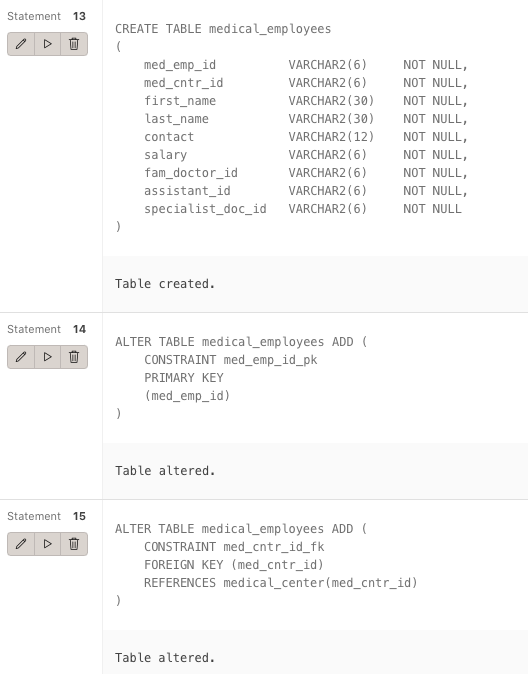 Statement 13
CREATE TABLE medical_employees
(
med_emp_id VARCHAR2(6) NOT NULL,
med_cntr_id VARCHAR2(6) NOT NULL,
first_name VARCHAR2(30) NOT NULL,
last_name VARCHAR2(30) NOT NULL,
contact VARCHAR2(12) NOT NULL,
salary VARCHAR2(6) NOT NULL,
fam_doctor_id VARCHAR2(6) NOT NULL,
assistant_id VARCHAR2(6) NOT NULL,
specialist_doc_id VARCHAR2(6) NOT NULL
)
Table created.
Statement 14
ALTER TABLE medical_employees ADD (
CONSTRAINT med_emp_id_pk
PRIMARY KEY
(med_emp_id)
)
Table altered.
Statement 15
ALTER TABLE medical_employees ADD (
CONSTRAINT med_cntr_id_fk
FOREIGN KEY (med_cntr_id)
REFERENCES medical_center(med_cntr_id)
)
Table altered.